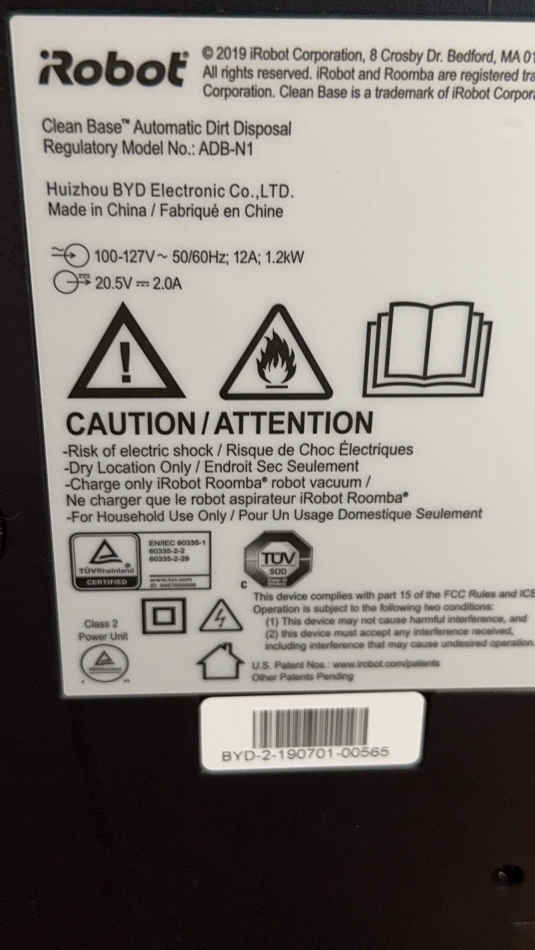 iRobot®
© 2019 iRobot Corporation, 8 Crosby Dr. Bedford, MA 01
All rights reserved. iRobot and Roomba are registered tra
Corporation. Clean Base is a trademark of iRobot Corpor
Clean Base™ Automatic Dirt Disposal
Regulatory Model No.: ADB-N1
Huizhou BYD Electronic Co.,LTD.
Made in China / Fabriqué en Chine
100-127V~ 50/60Hz; 12A; 1.2kW
20.5V⎓ 2.0A
CAUTION / ATTENTION
-Risk of electric shock / Risque de Choc Électriques
-Dry Location Only / Endroit Sec Seulement
-Charge only iRobot Roomba® robot vacuum /
Ne charger que le robot aspirateur iRobot Roomba®
-For Household Use Only / Pour Un Usage Domestique Seulement
TÜVRheinland
CERTIFIED
EN/IEC 60335-1
60335-2-2
60335-2-29
www.tuv.com
TÜV
SÜD
C
This device complies with part 15 of the FCC Rules and ICE
Operation is subject to the following two conditions:
(1) This device may not cause harmful interference, and
(2) this device must accept any interference received,
including interference that may cause undesired operation.
Class 2
Power Unit
U.S. Patent Nos.: www.irobot.com/patents
Other Patents Pending
BYD-2-190701-00565